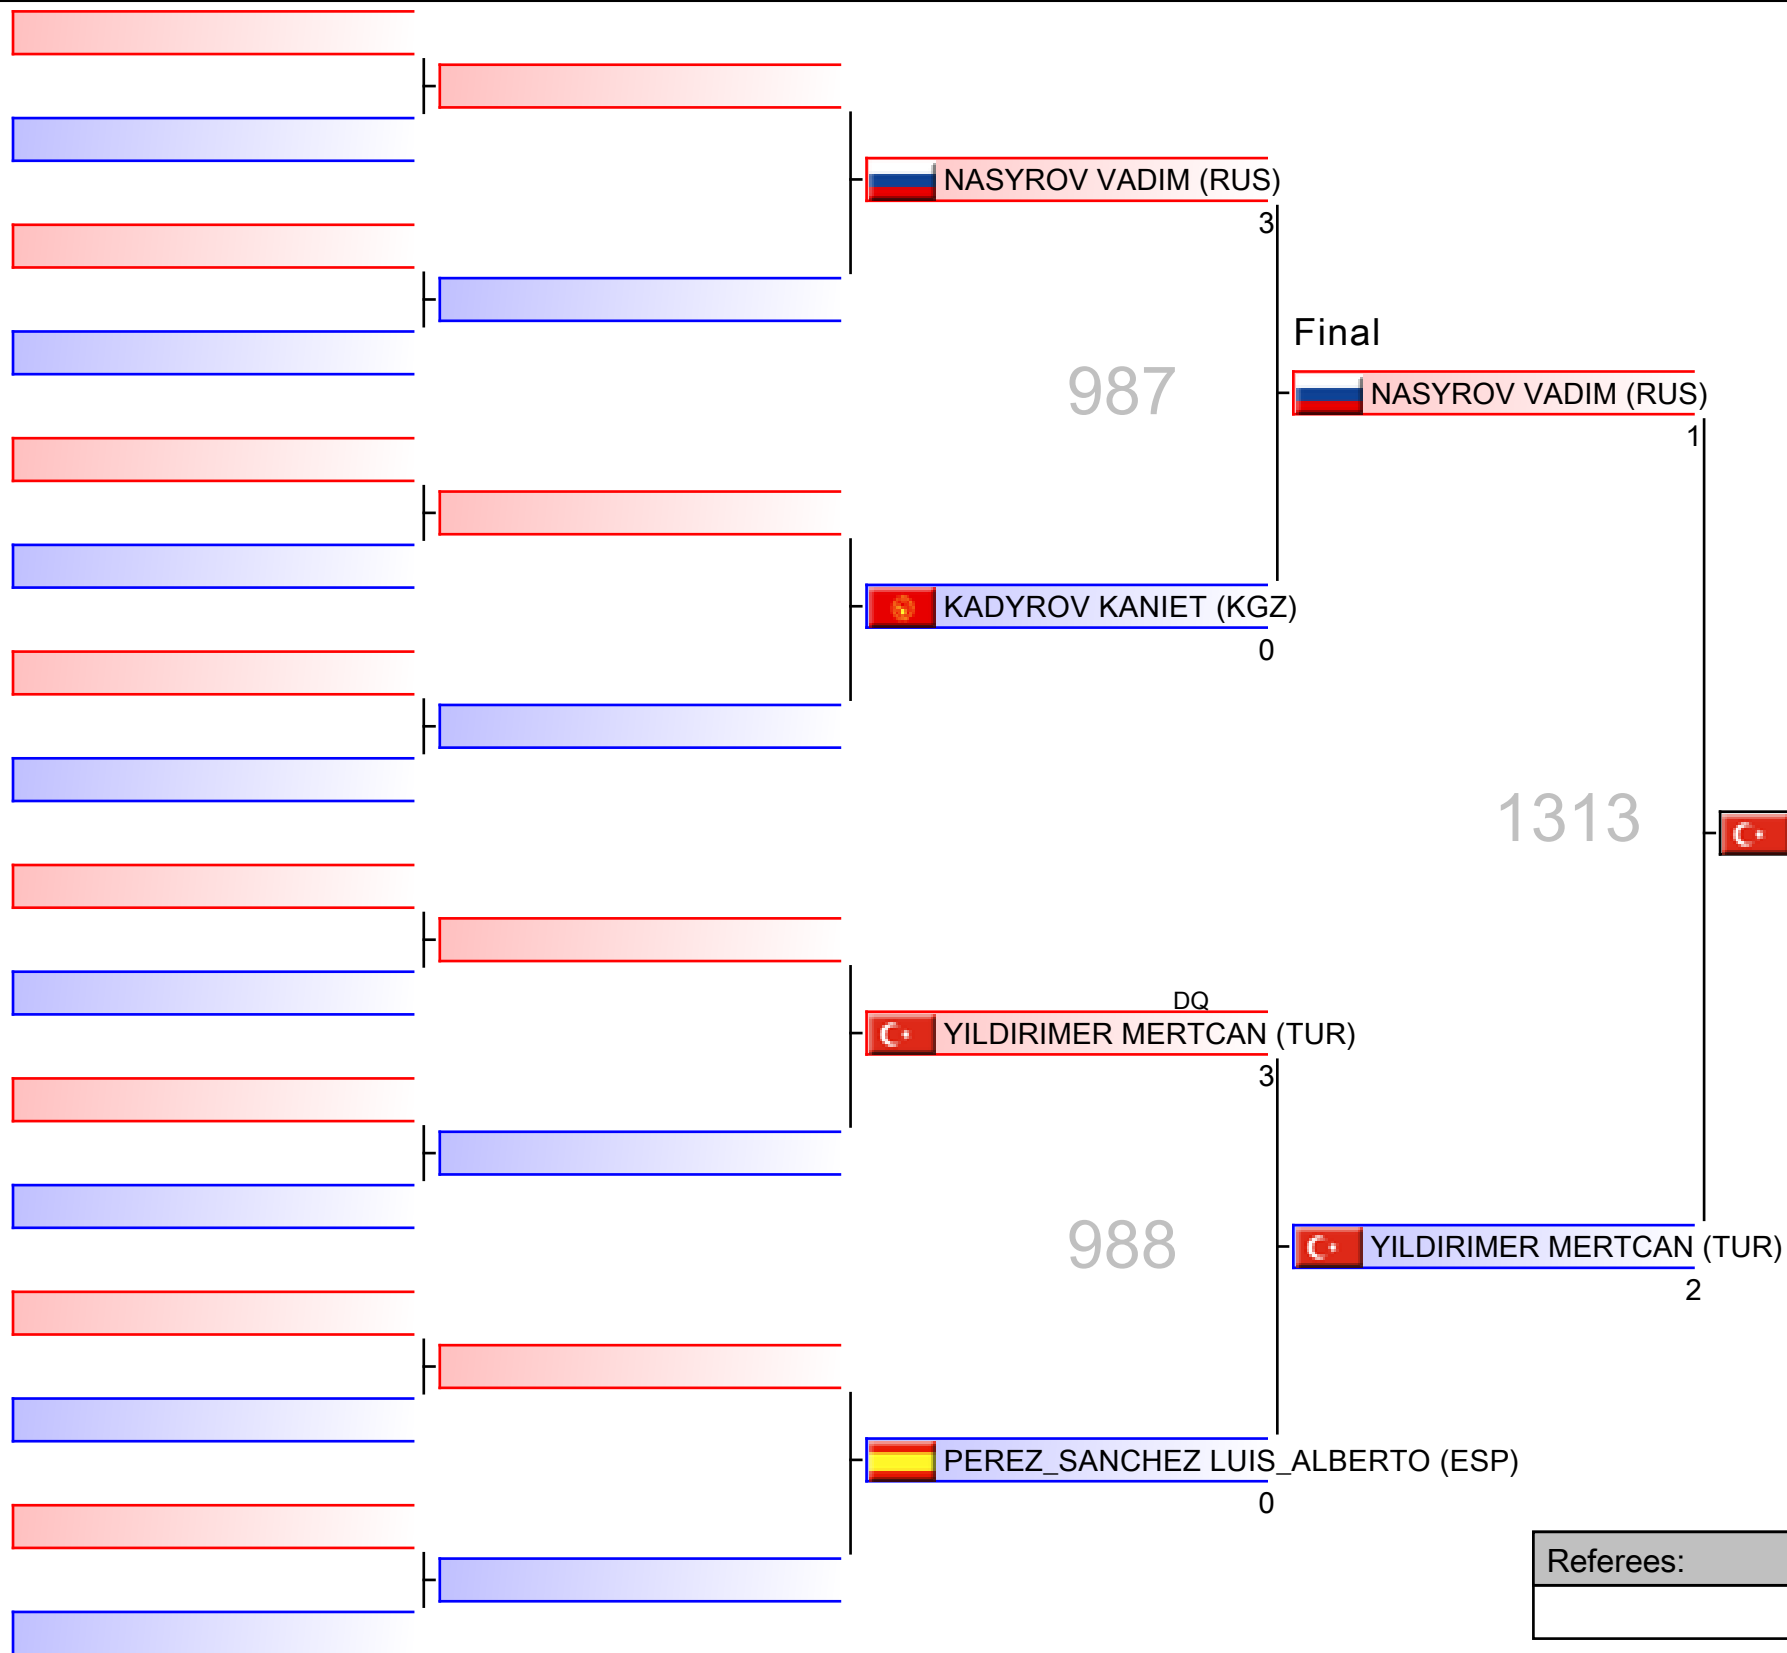 NASYROV VADIM (RUS)
3
Final
987
NASYROV VADIM (RUS)
1
KADYROV KANIET (KGZ)
0
1313
DQ
YILDIRIMER MERTCAN (TUR)
3
988
YILDIRIMER MERTCAN (TUR)
2
PEREZ_SANCHEZ LUIS_ALBERTO (ESP)
0
Referees: